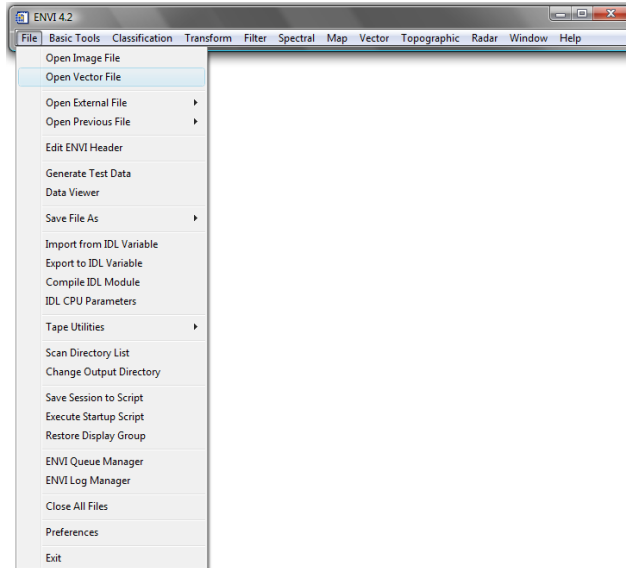 ENVI 4.2
File Basic Tools Classification Transform Filter Spectral Map Vector Topographic Radar Window Help
Open Image File
Open Vector File
Open External File
Open Previous File
Edit ENVI Header
Generate Test Data
Data Viewer
Save File As
Import from IDL Variable
Export to IDL Variable
Compile IDL Module
IDL CPU Parameters
Tape Utilities
Scan Directory List
Change Output Directory
Save Session to Script
Execute Startup Script
Restore Display Group
ENVI Queue Manager
ENVI Log Manager
Close All Files
Preferences
Exit